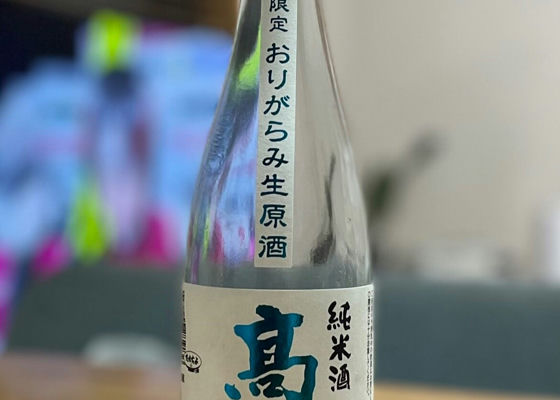 限定 おりがらみ生原酒
純米酒
高